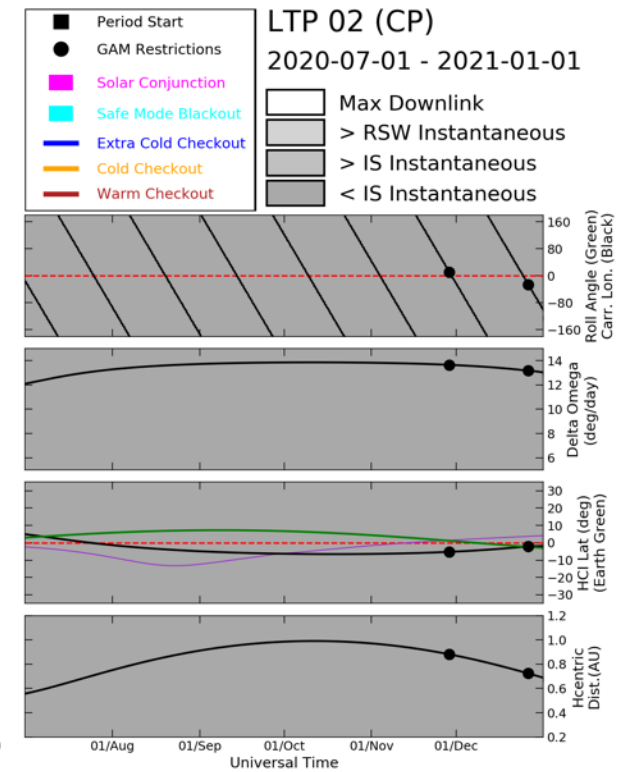 Period Start
GAM Restrictions
Solar Conjunction
Safe Mode Blackout
Extra Cold Checkout
Cold Checkout
Warm Checkout
LTP 02 (CP)
2020-07-01 - 2021-01-01
Max Downlink
> RSW Instantaneous
> IS Instantaneous
< IS Instantaneous
160
80
0
−80
−160
Roll Angle (Green)
Carr. Lon. (Black)
14
12
10
8
6
Delta Omega
(deg/day)
30
20
10
0
−10
−20
−30
HCI Lat (deg)
(Earth Green)
1.2
1.0
0.8
0.6
0.4
0.2
Hcentric
Dist.(AU)
01/Aug 01/Sep 01/Oct 01/Nov 01/Dec
Universal Time